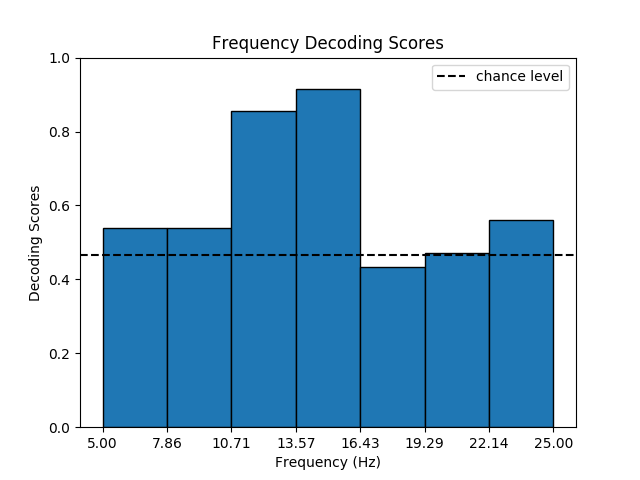 Frequency Decoding Scores
chance level
1.0
0.8
0.6
0.4
0.2
0.0
Decoding Scores
5.00 7.86 10.71 13.57 16.43 19.29 22.14 25.00
Frequency (Hz)